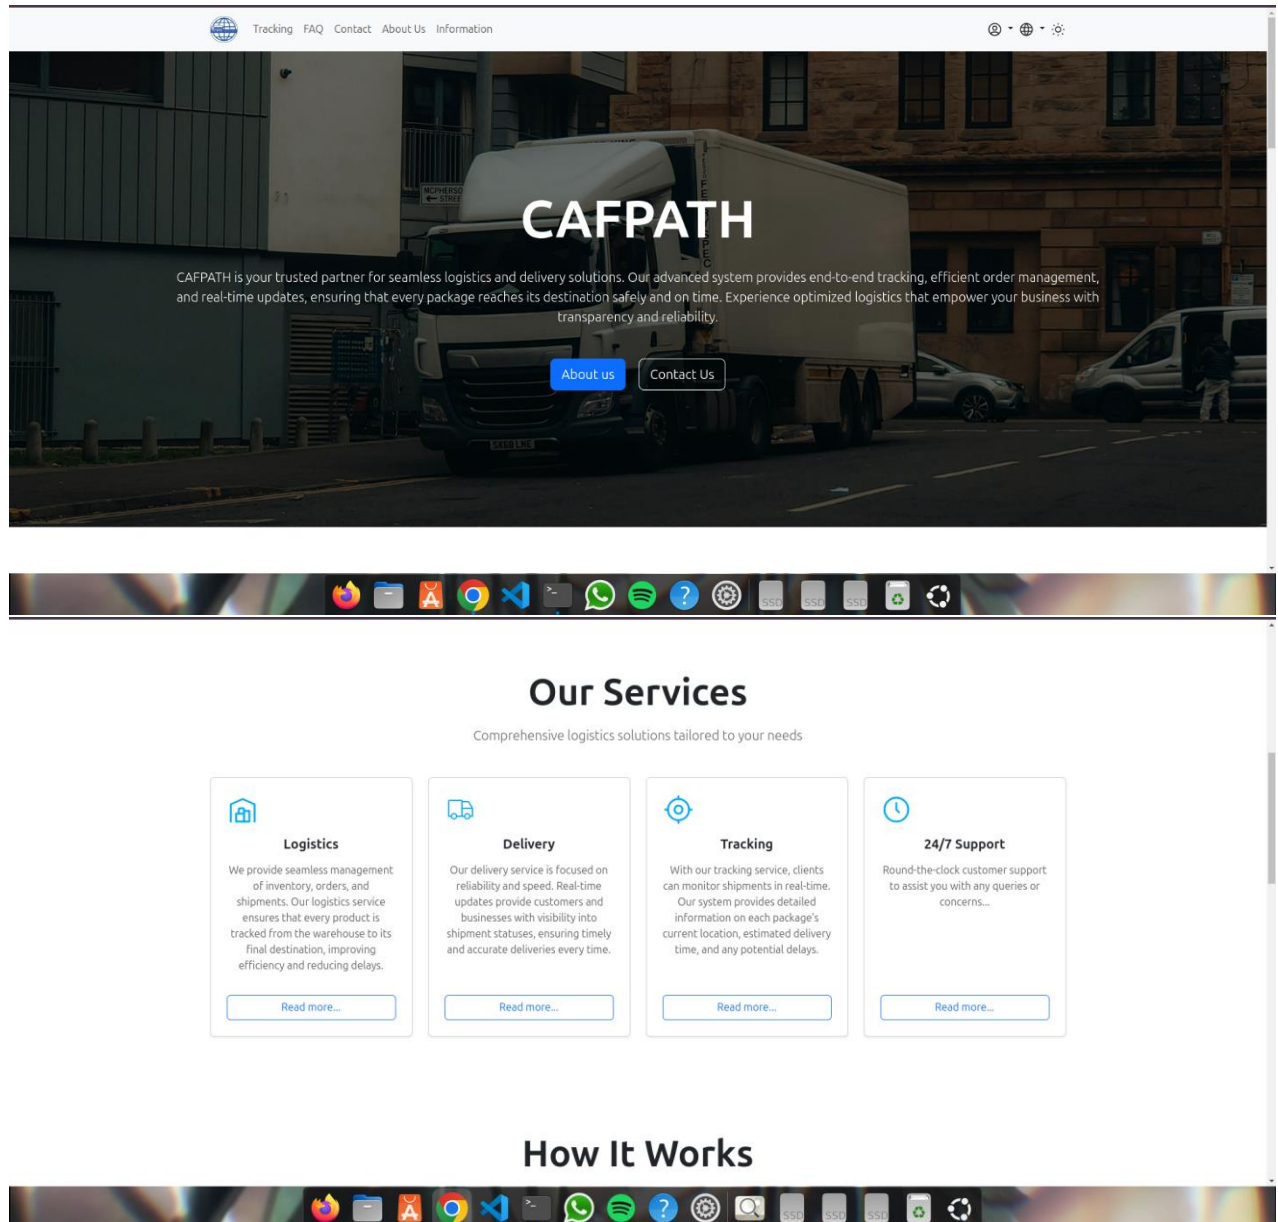 Tracking FAQ Contact About Us Information
MCPHERSO
STREE
CAFPATH
CAFPATH is your trusted partner for seamless logistics and delivery solutions. Our advanced system provides end-to-end tracking, efficient order management,
and real-time updates, ensuring that every package reaches its destination safely and on time. Experience optimized logistics that empower your business with
transparency and reliability.
About us Contact Us
SSD SSD SSD
Our Services
Comprehensive logistics solutions tailored to your needs
Logistics
We provide seamless management
of inventory, orders, and
shipments. Our logistics service
ensures that every product is
tracked from the warehouse to its
final destination, improving
efficiency and reducing delays.
Read more...
Delivery
Our delivery service is focused on
reliability and speed. Real-time
updates provide customers and
businesses with visibility into
shipment statuses, ensuring timely
and accurate deliveries every time.
Read more...
Tracking
With our tracking service, clients
can monitor shipments in real-time.
Our system provides detailed
information on each package's
current location, estimated delivery
time, and any potential delays.
Read more...
24/7 Support
Round-the-clock customer support
to assist you with any queries or
concerns...
Read more...
How It Works
SSD SSD SSD